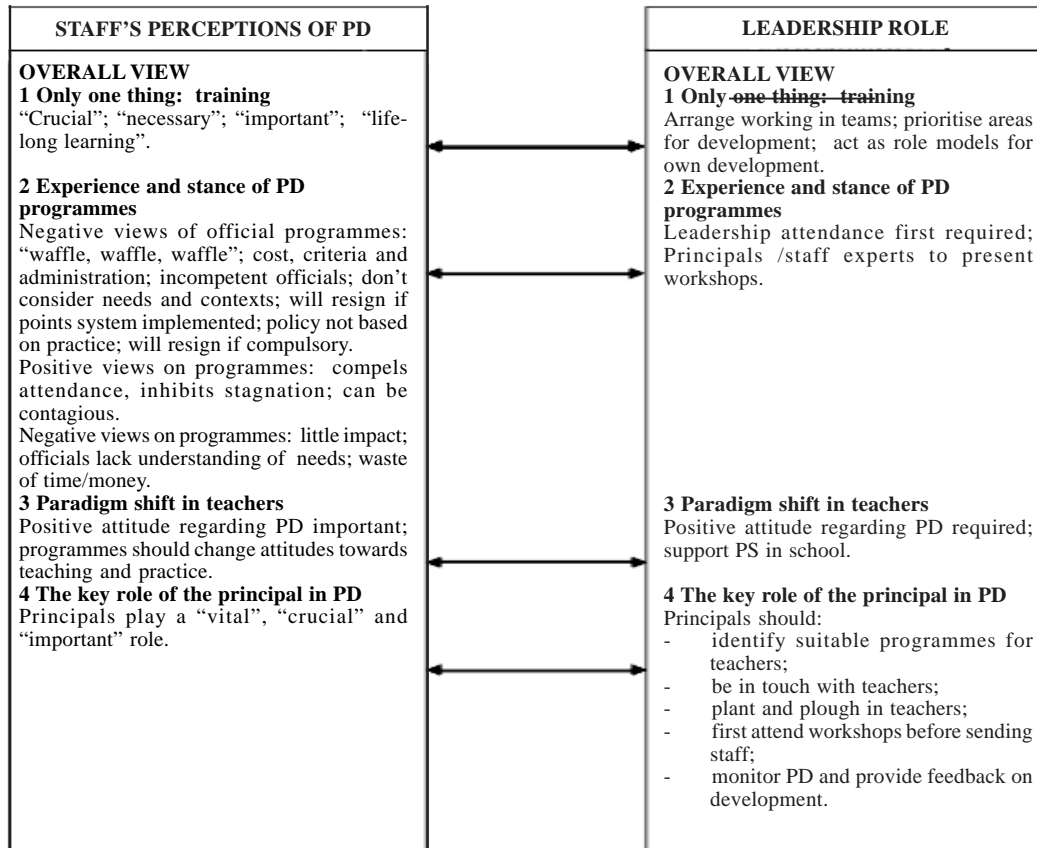 STAFF'S PERCEPTIONS OF PD
OVERALL VIEW
1 Only one thing: training
“Crucial”; “necessary”; “important”; “life-
long learning”.
2 Experience and stance of PD
programmes
Negative views of official programmes:
“waffle, waffle, waffle”; cost, criteria and
administration; incompetent officials; don't
consider needs and contexts; will resign if
points system implemented; policy not based
on practice; will resign if compulsory.
Positive views on programmes: compels
attendance, inhibits stagnation; can be
contagious.
Negative views on programmes: little impact;
officials lack understanding of needs; waste
of time/money.
3 Paradigm shift in teachers
Positive attitude regarding PD important;
programmes should change attitudes towards
teaching and practice.
4 The key role of the principal in PD
Principals play a “vital”, “crucial” and
“important” role.
LEADERSHIP ROLE
OVERALL VIEW
1 Only one thing: training
Arrange working in teams; prioritise areas
for development; act as role models for
own development.
2 Experience and stance of PD
programmes
Leadership attendance first required;
Principals /staff experts to present
workshops.
3 Paradigm shift in teachers
Positive attitude regarding PD required;
support PS in school.
4 The key role of the principal in PD
Principals should:
- identify suitable programmes for
teachers;
- be in touch with teachers;
- plant and plough in teachers;
- first attend workshops before sending
staff;
- monitor PD and provide feedback on
development.